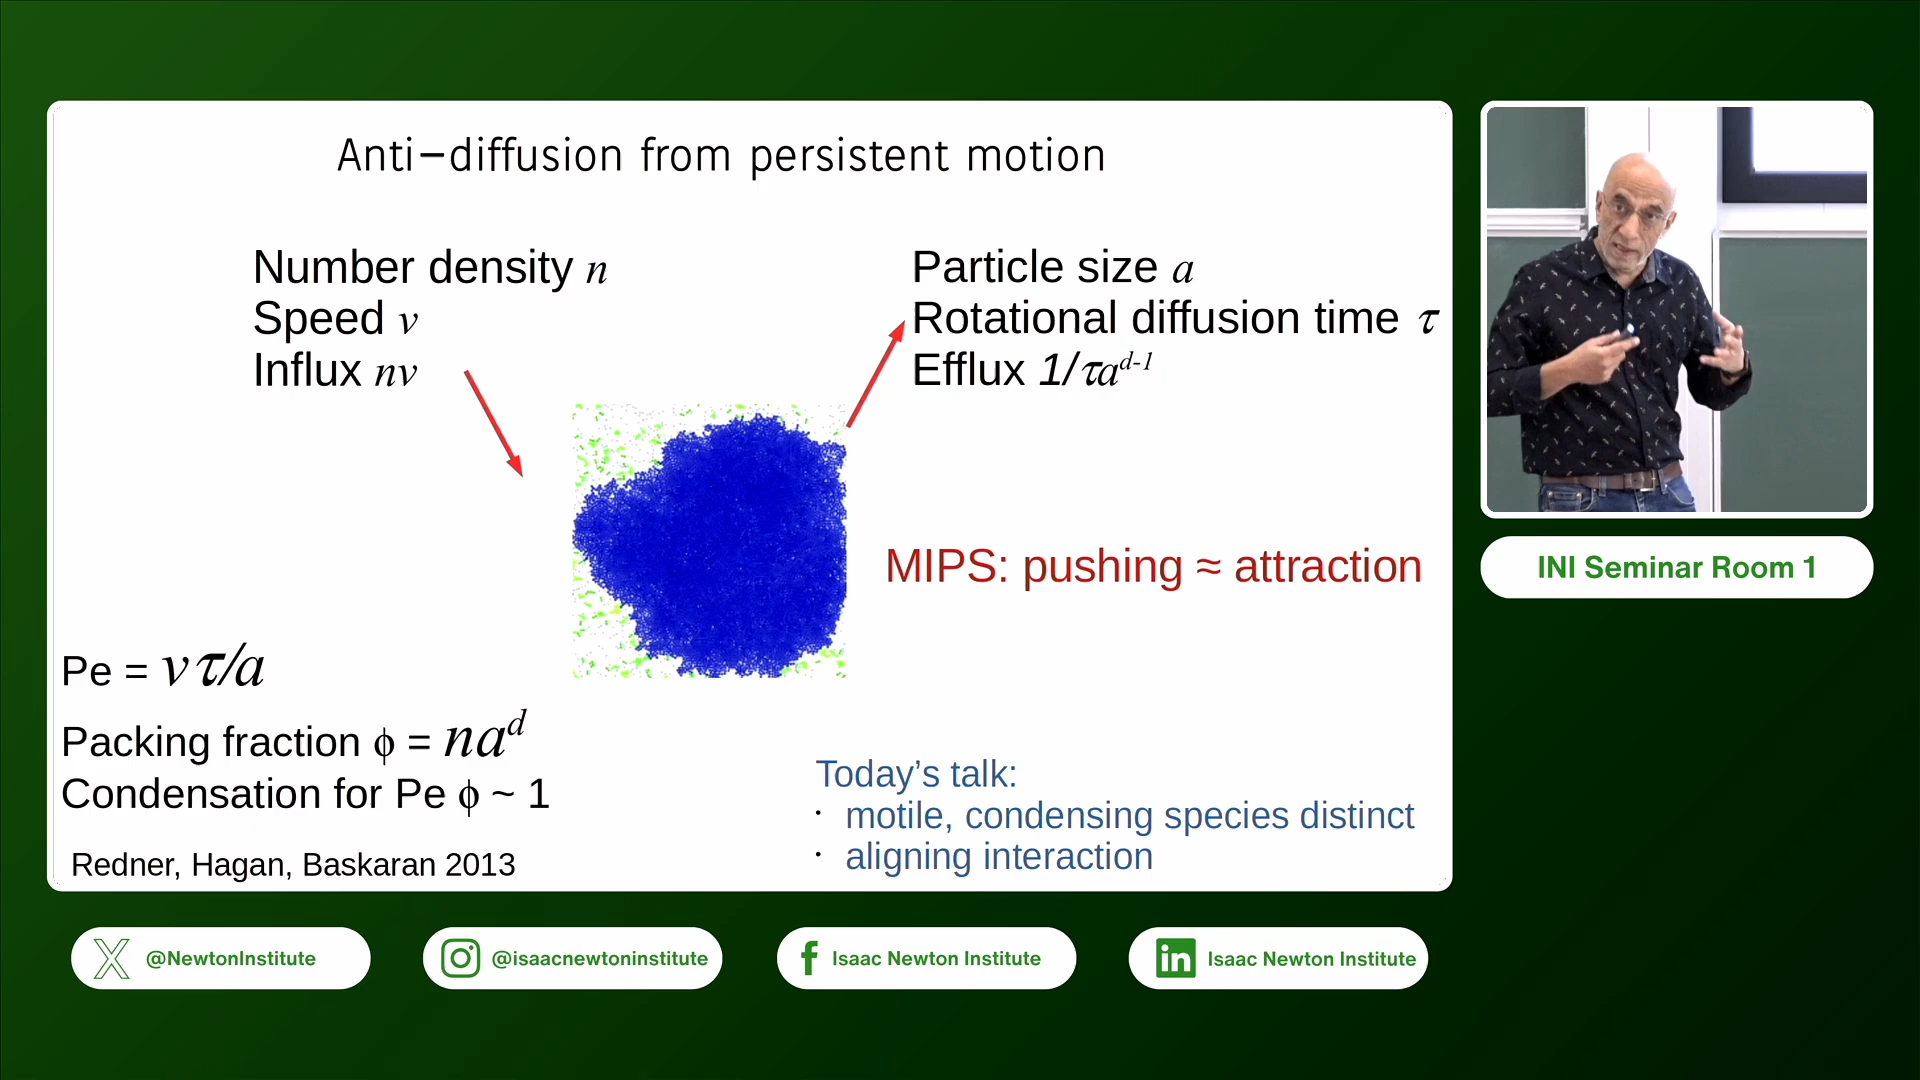 Anti–diffusion from persistent motion
Number density n
Speed v
Influx nv
Particle size a
Rotational diffusion time τ
Efflux 1/τa^{d-1}
MIPS: pushing ≈ attraction
Pe = vτ/a
Packing fraction ϕ = na^d
Condensation for Pe ϕ ~ 1
Redner, Hagan, Baskaran 2013
Today's talk:
· motile, condensing species distinct
· aligning interaction
INI Seminar Room 1
@NewtonInstitute
@isaacnewtoninstitute
Isaac Newton Institute
Isaac Newton Institute